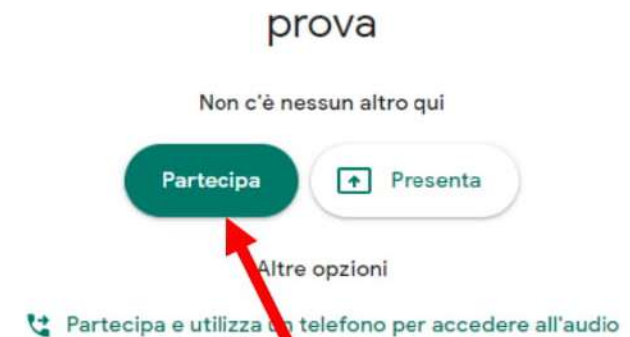 prova
Non c'è nessun altro qui
Partecipa Presenta
Altre opzioni
Partecipa e utilizza un telefono per accedere all'audio